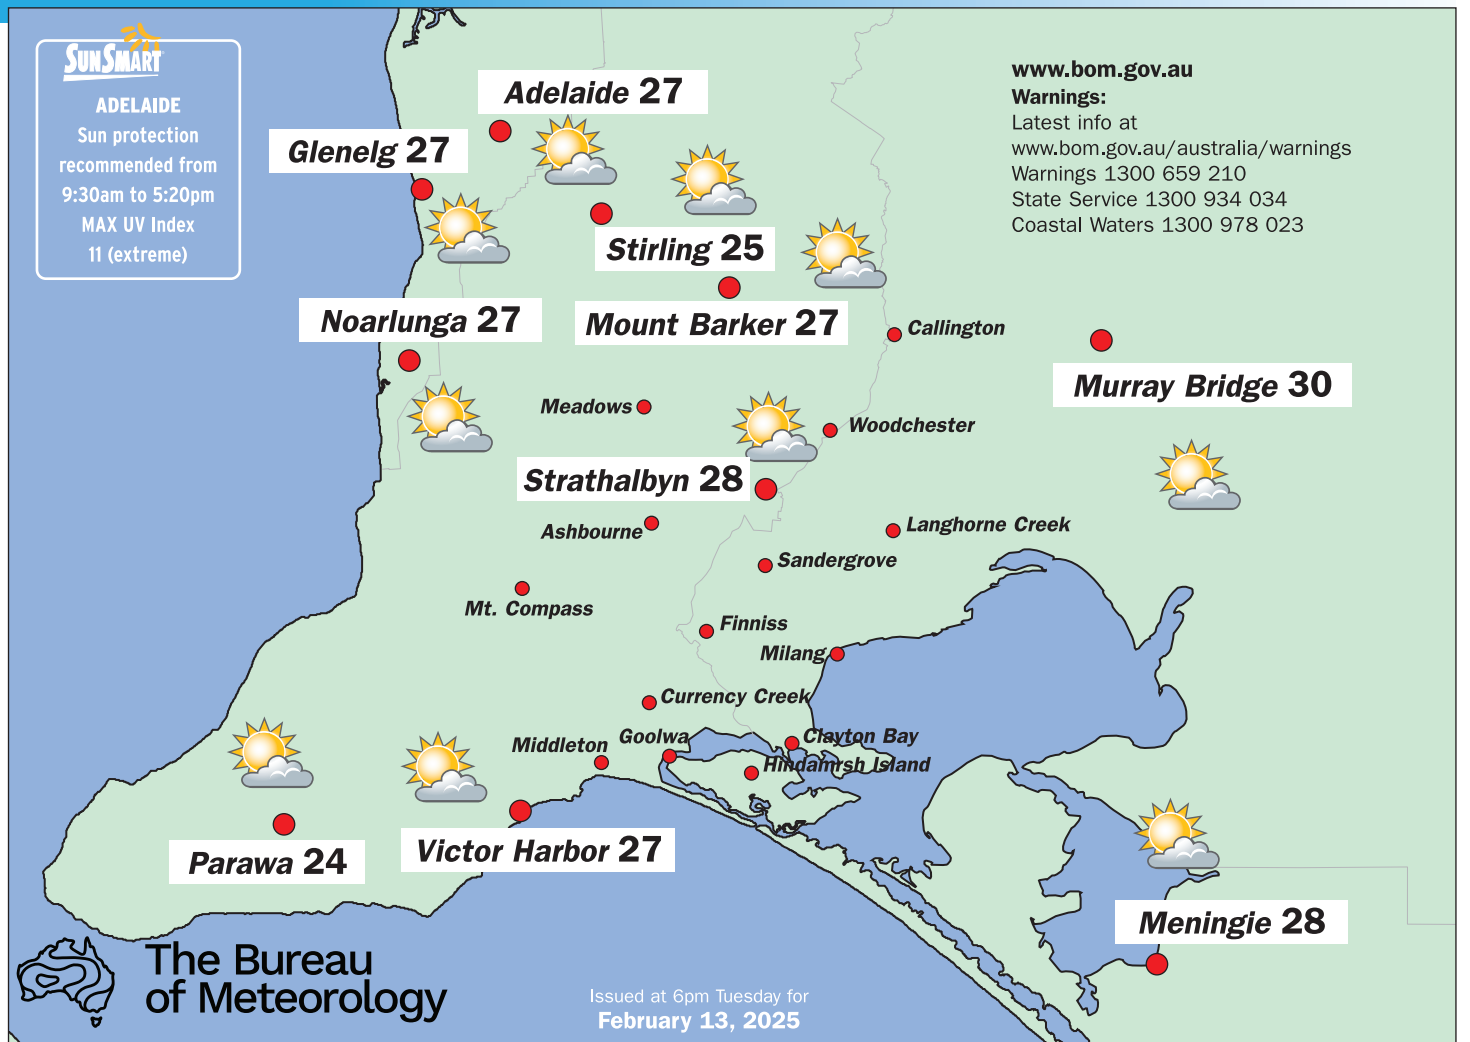 SUNSMART
ADELAIDE
Sun protection
recommended from
9:30am to 5:20pm
MAX UV Index
11 (extreme)
www.bom.gov.au
Warnings:
Latest info at
www.bom.gov.au/australia/warnings
Warnings 1300 659 210
State Service 1300 934 034
Coastal Waters 1300 978 023
Adelaide 27
Glenelg 27
Stirling 25
Noarlunga 27
Mount Barker 27
Callington
Murray Bridge 30
Meadows
Woodchester
Strathalbyn 28
Ashbourne
Langhorne Creek
Sandergrove
Mt. Compass
Finniss
Milang
Currency Creek
Goolwa
Clayton Bay
Middleton
Hindamrsh Island
Victor Harbor 27
Parawa 24
Meningie 28
The Bureau
of Meteorology
Issued at 6pm Tuesday for
February 13, 2025